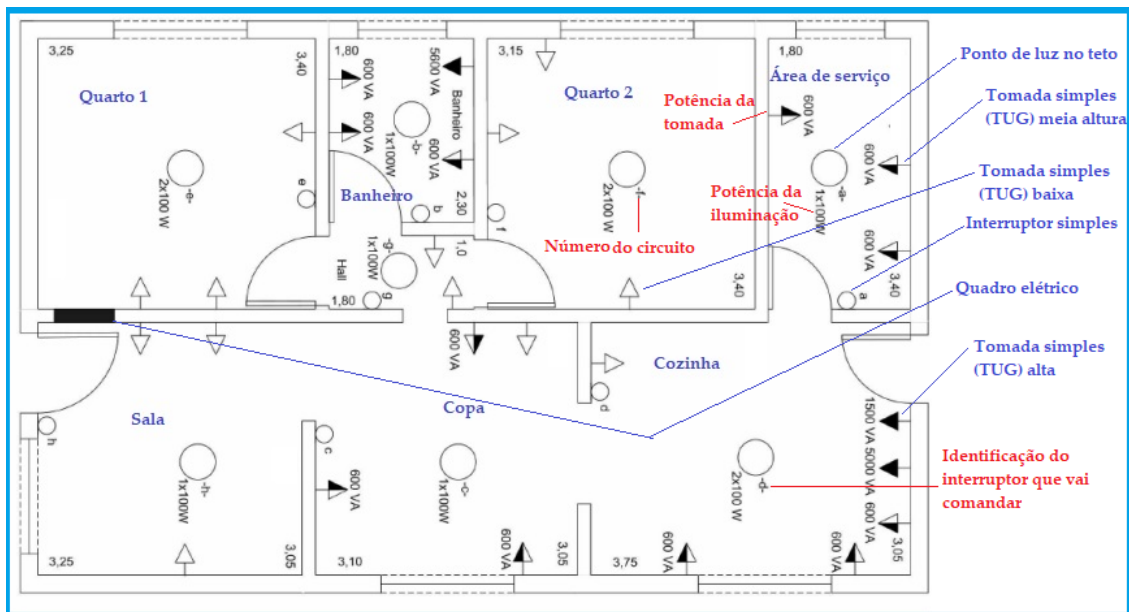 3,25
3,40
Quarto 1
-e-
2x100 W
e
1,80
5600 VA
600 VA
Banheiro
600 VA
-b-
1x100W
600 VA
Banheiro
b
2,30
3,15
Quarto 2
f
-f-
2x100 W
3,40
1,80
Área de serviço
600 VA
600 VA
-a-
1x100W
600 VA
a
3,40
Hall
-g-
1x100W
1,0
1,80
g
Potência da
tomada
Potência da
iluminação
Número do circuito
Ponto de luz no teto
Tomada simples
(TUG) meia altura
Tomada simples
(TUG) baixa
Interruptor simples
Quadro elétrico
Tomada simples
(TUG) alta
Identificação do
interruptor que vai
comandar
Sala
h
-h-
1x100W
3,25
3,05
600 VA
Copa
c
600 VA
-c-
1x100W
600 VA
3,10
3,05
Cozinha
d
-d-
2x100 W
1500 VA
5000 VA
600 VA
600 VA
600 VA
3,75
3,05